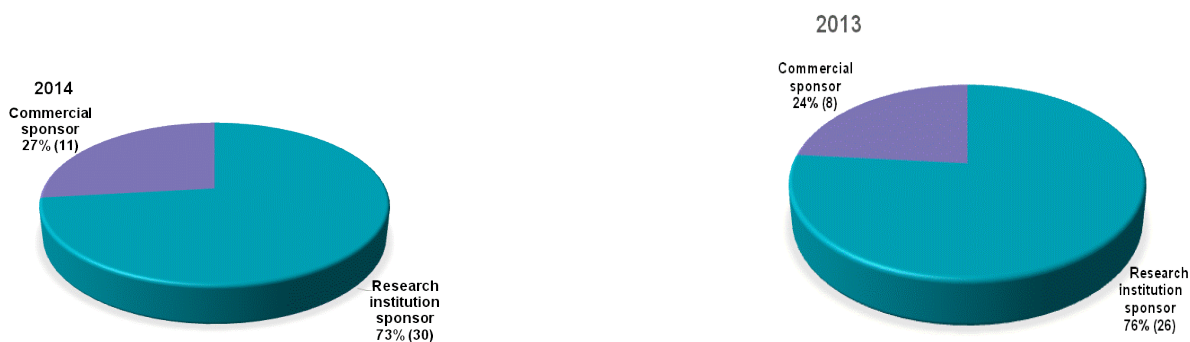 2014
Commercial
sponsor
27% (11)
Research
institution
sponsor
73% (30)
2013
Commercial
sponsor
24% (8)
Research
institution
sponsor
76% (26)